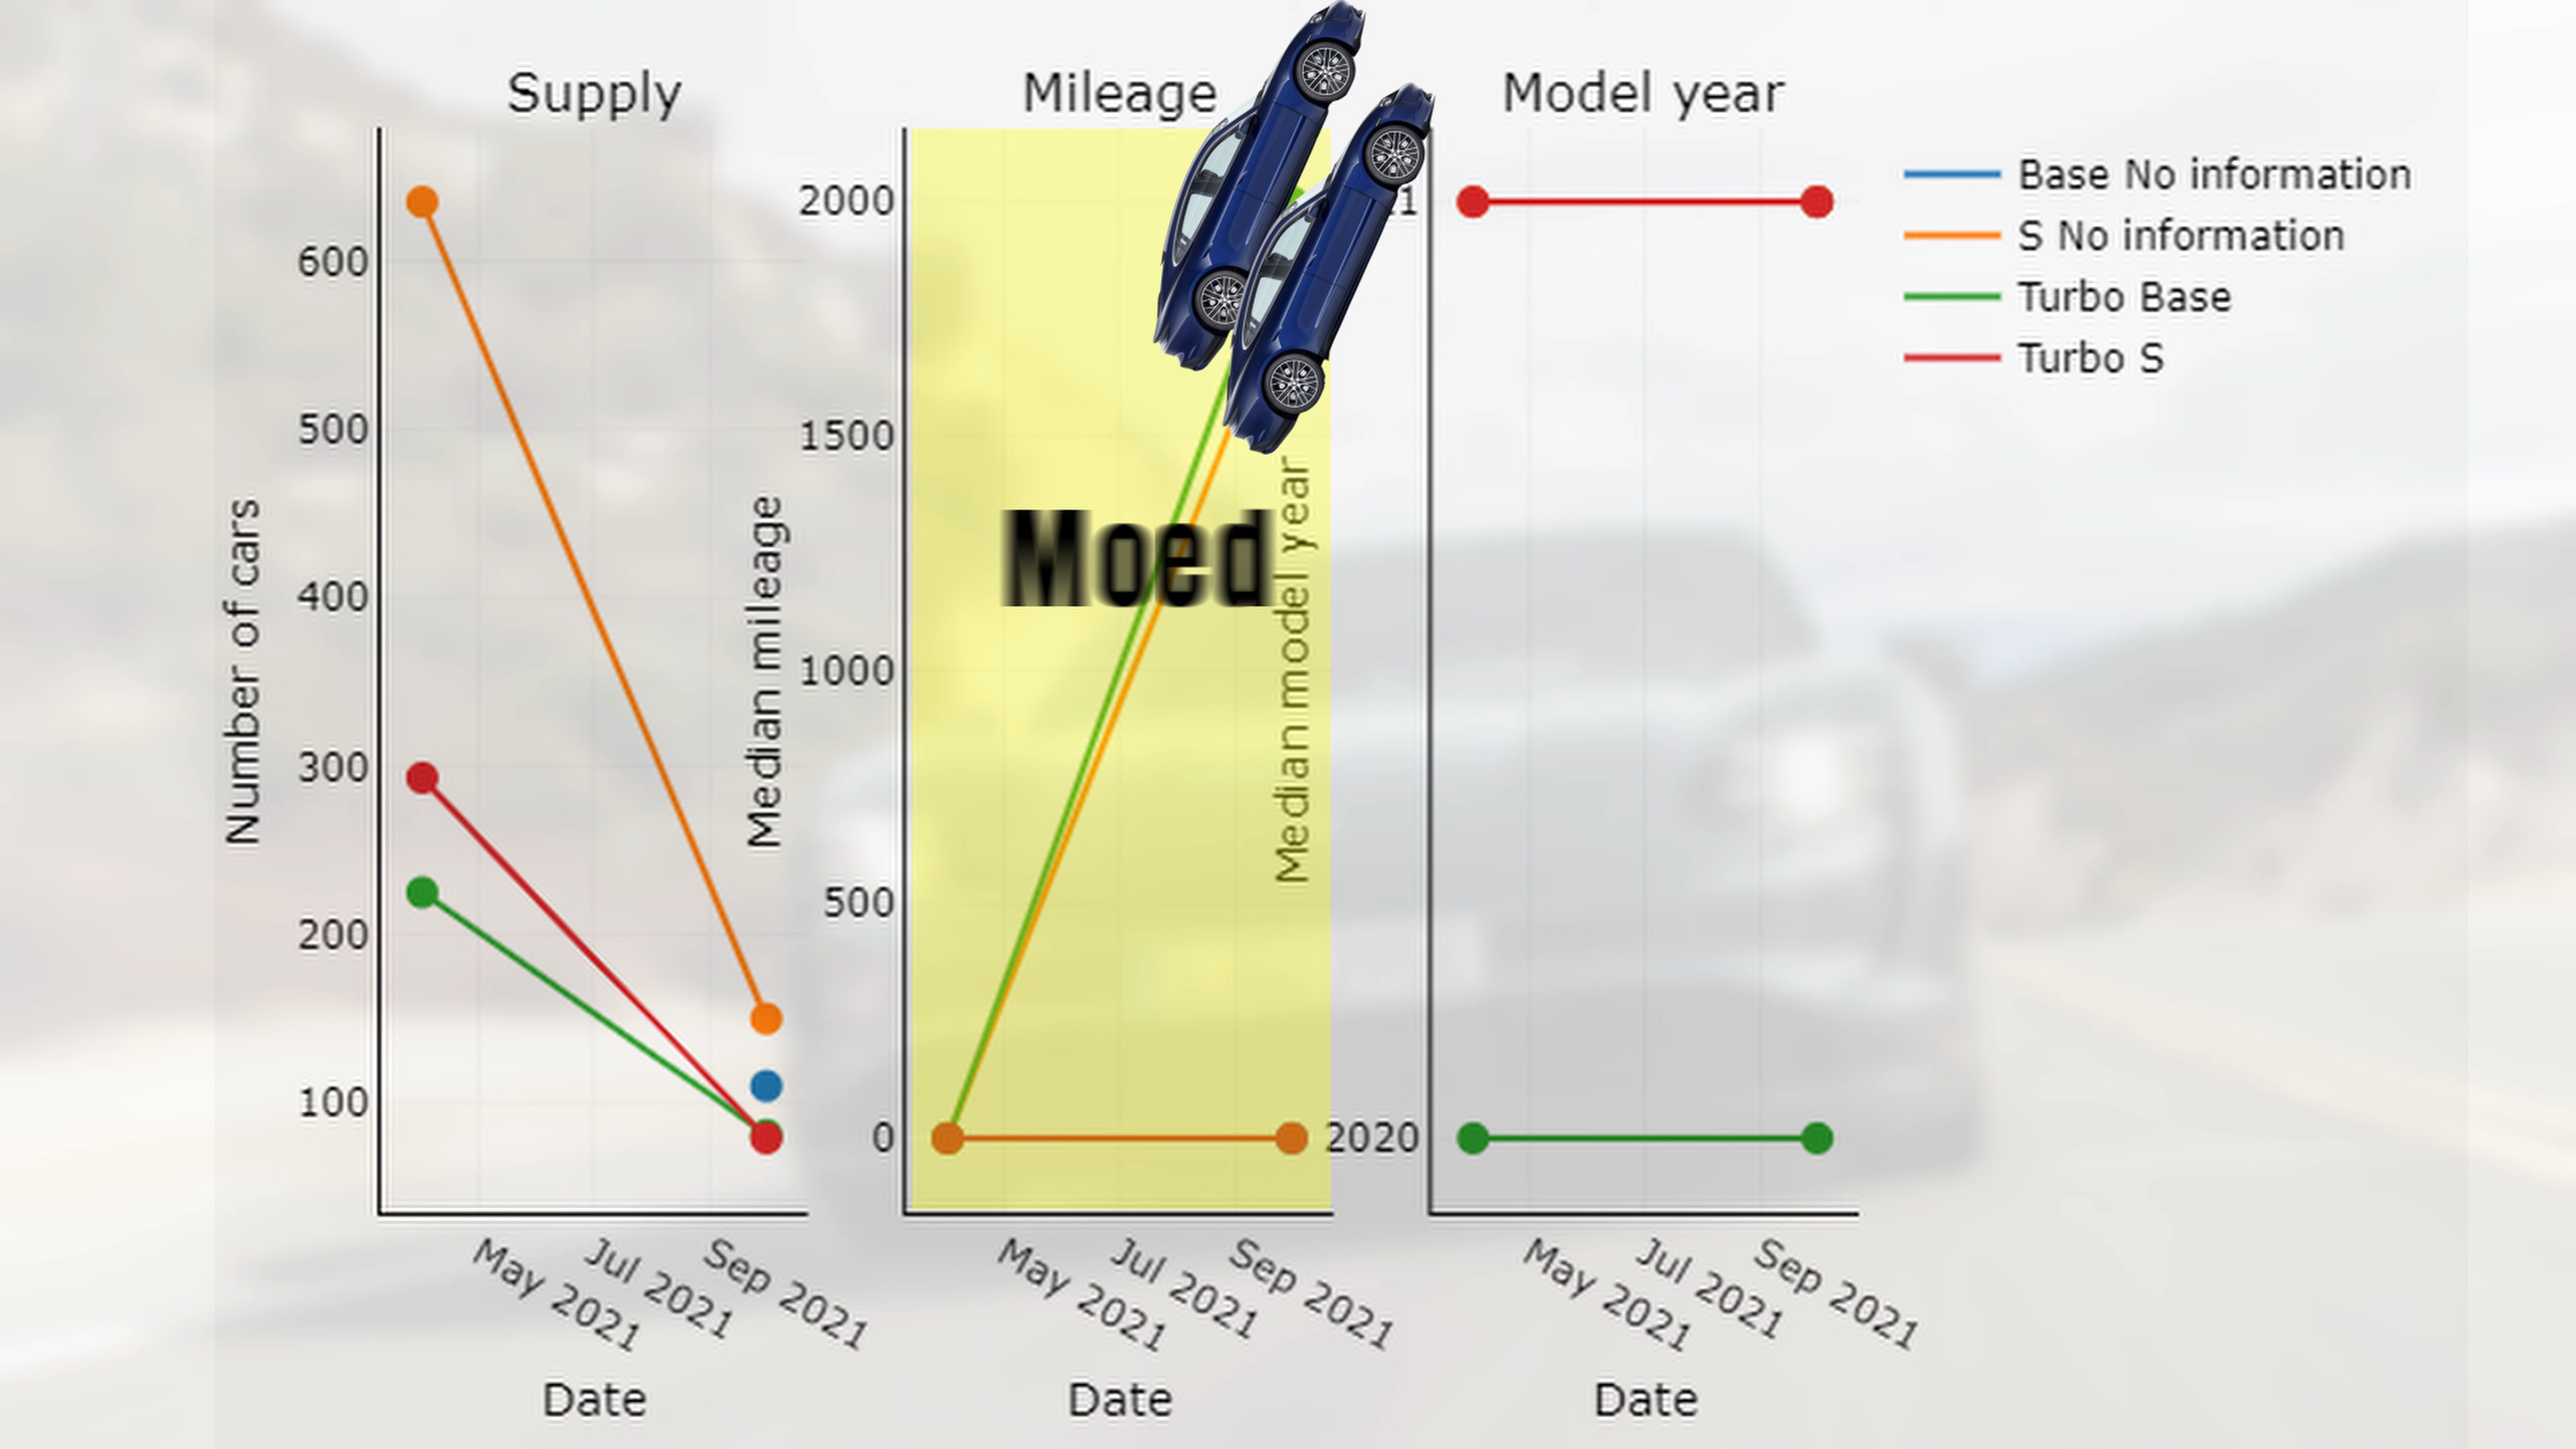 Supply
Mileage
Model year
Number of cars
600
500
400
300
200
100
May 2021
Jul 2021
Sep 2021
Date
Median mileage
2000
1500
1000
500
0
Moed
May 2021
Jul 2021
Sep 2021
Date
Median model year
2020
May 2021
Jul 2021
Sep 2021
Date
Base No information
S No information
Turbo Base
Turbo S